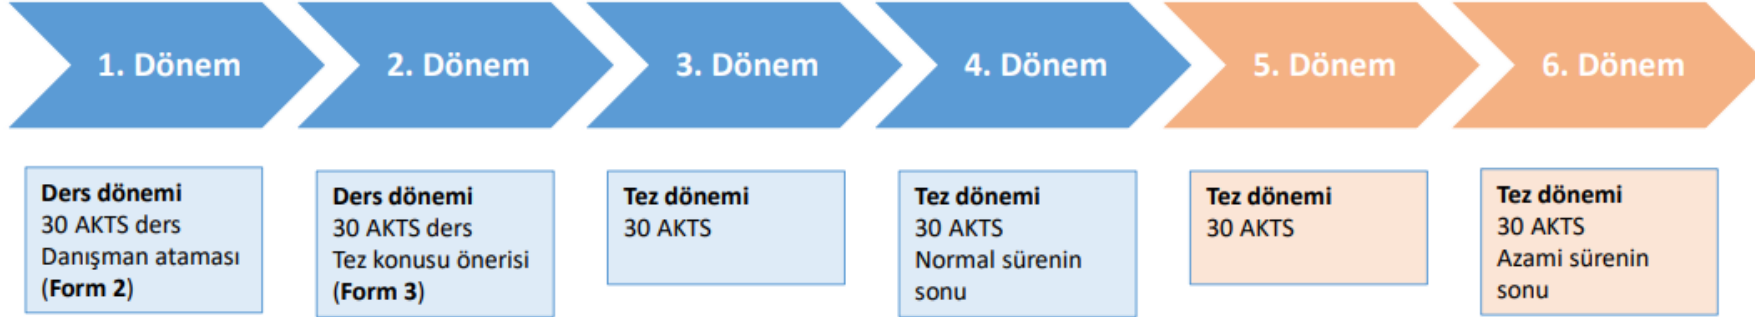 1. Dönem
2. Dönem
3. Dönem
4. Dönem
5. Dönem
6. Dönem
Ders dönemi
30 AKTS ders
Danışman ataması
(Form 2)
Ders dönemi
30 AKTS ders
Tez konusu önerisi
(Form 3)
Tez dönemi
30 AKTS
Tez dönemi
30 AKTS
Normal sürenin
sonu
Tez dönemi
30 AKTS
Tez dönemi
30 AKTS
Azami sürenin
sonu